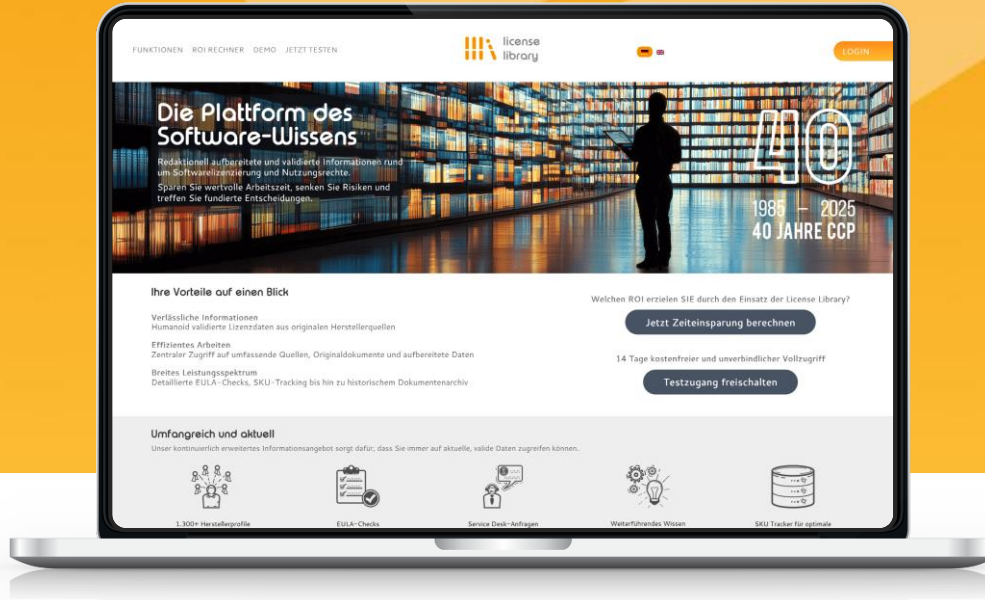 FUNKTIONEN ROI RECHNER DEMO JETZT TESTEN
license
library
LOGIN
Die Plattform des
Software-Wissens
Redaktionell aufbereitete und validierte Informationen rund
um Softwarelizenzierung und Nutzungsrechte.
Sparen Sie wertvolle Arbeitszeit, senken Sie Risiken und
treffen Sie fundierte Entscheidungen.
40
1985 – 2025
40 JAHRE CCP
Ihre Vorteile auf einen Blick
Verlässliche Informationen
Humanoid validierte Lizenzdaten aus originalen Herstellerquellen
Effizientes Arbeiten
Zentraler Zugriff auf umfassende Quellen, Originaldokumente und aufbereitete Daten
Breites Leistungsspektrum
Detaillierte EULA-Checks, SKU-Tracking bis hin zu historischem Dokumentenarchiv
Welchen ROI erzielen SIE durch den Einsatz der License Library?
Jetzt Zeiteinsparung berechnen
14 Tage kostenfreier und unverbindlicher Vollzugriff
Testzugang freischalten
Umfangreich und aktuell
Unser kontinuierlich erweitertes Informationsangebot sorgt dafür, dass Sie immer auf aktuelle, valide Daten zugreifen können.
1.300+ Herstellerprofile
EULA-Checks
Service Desk-Anfragen
Weiterführendes Wissen
SKU Tracker für optimale